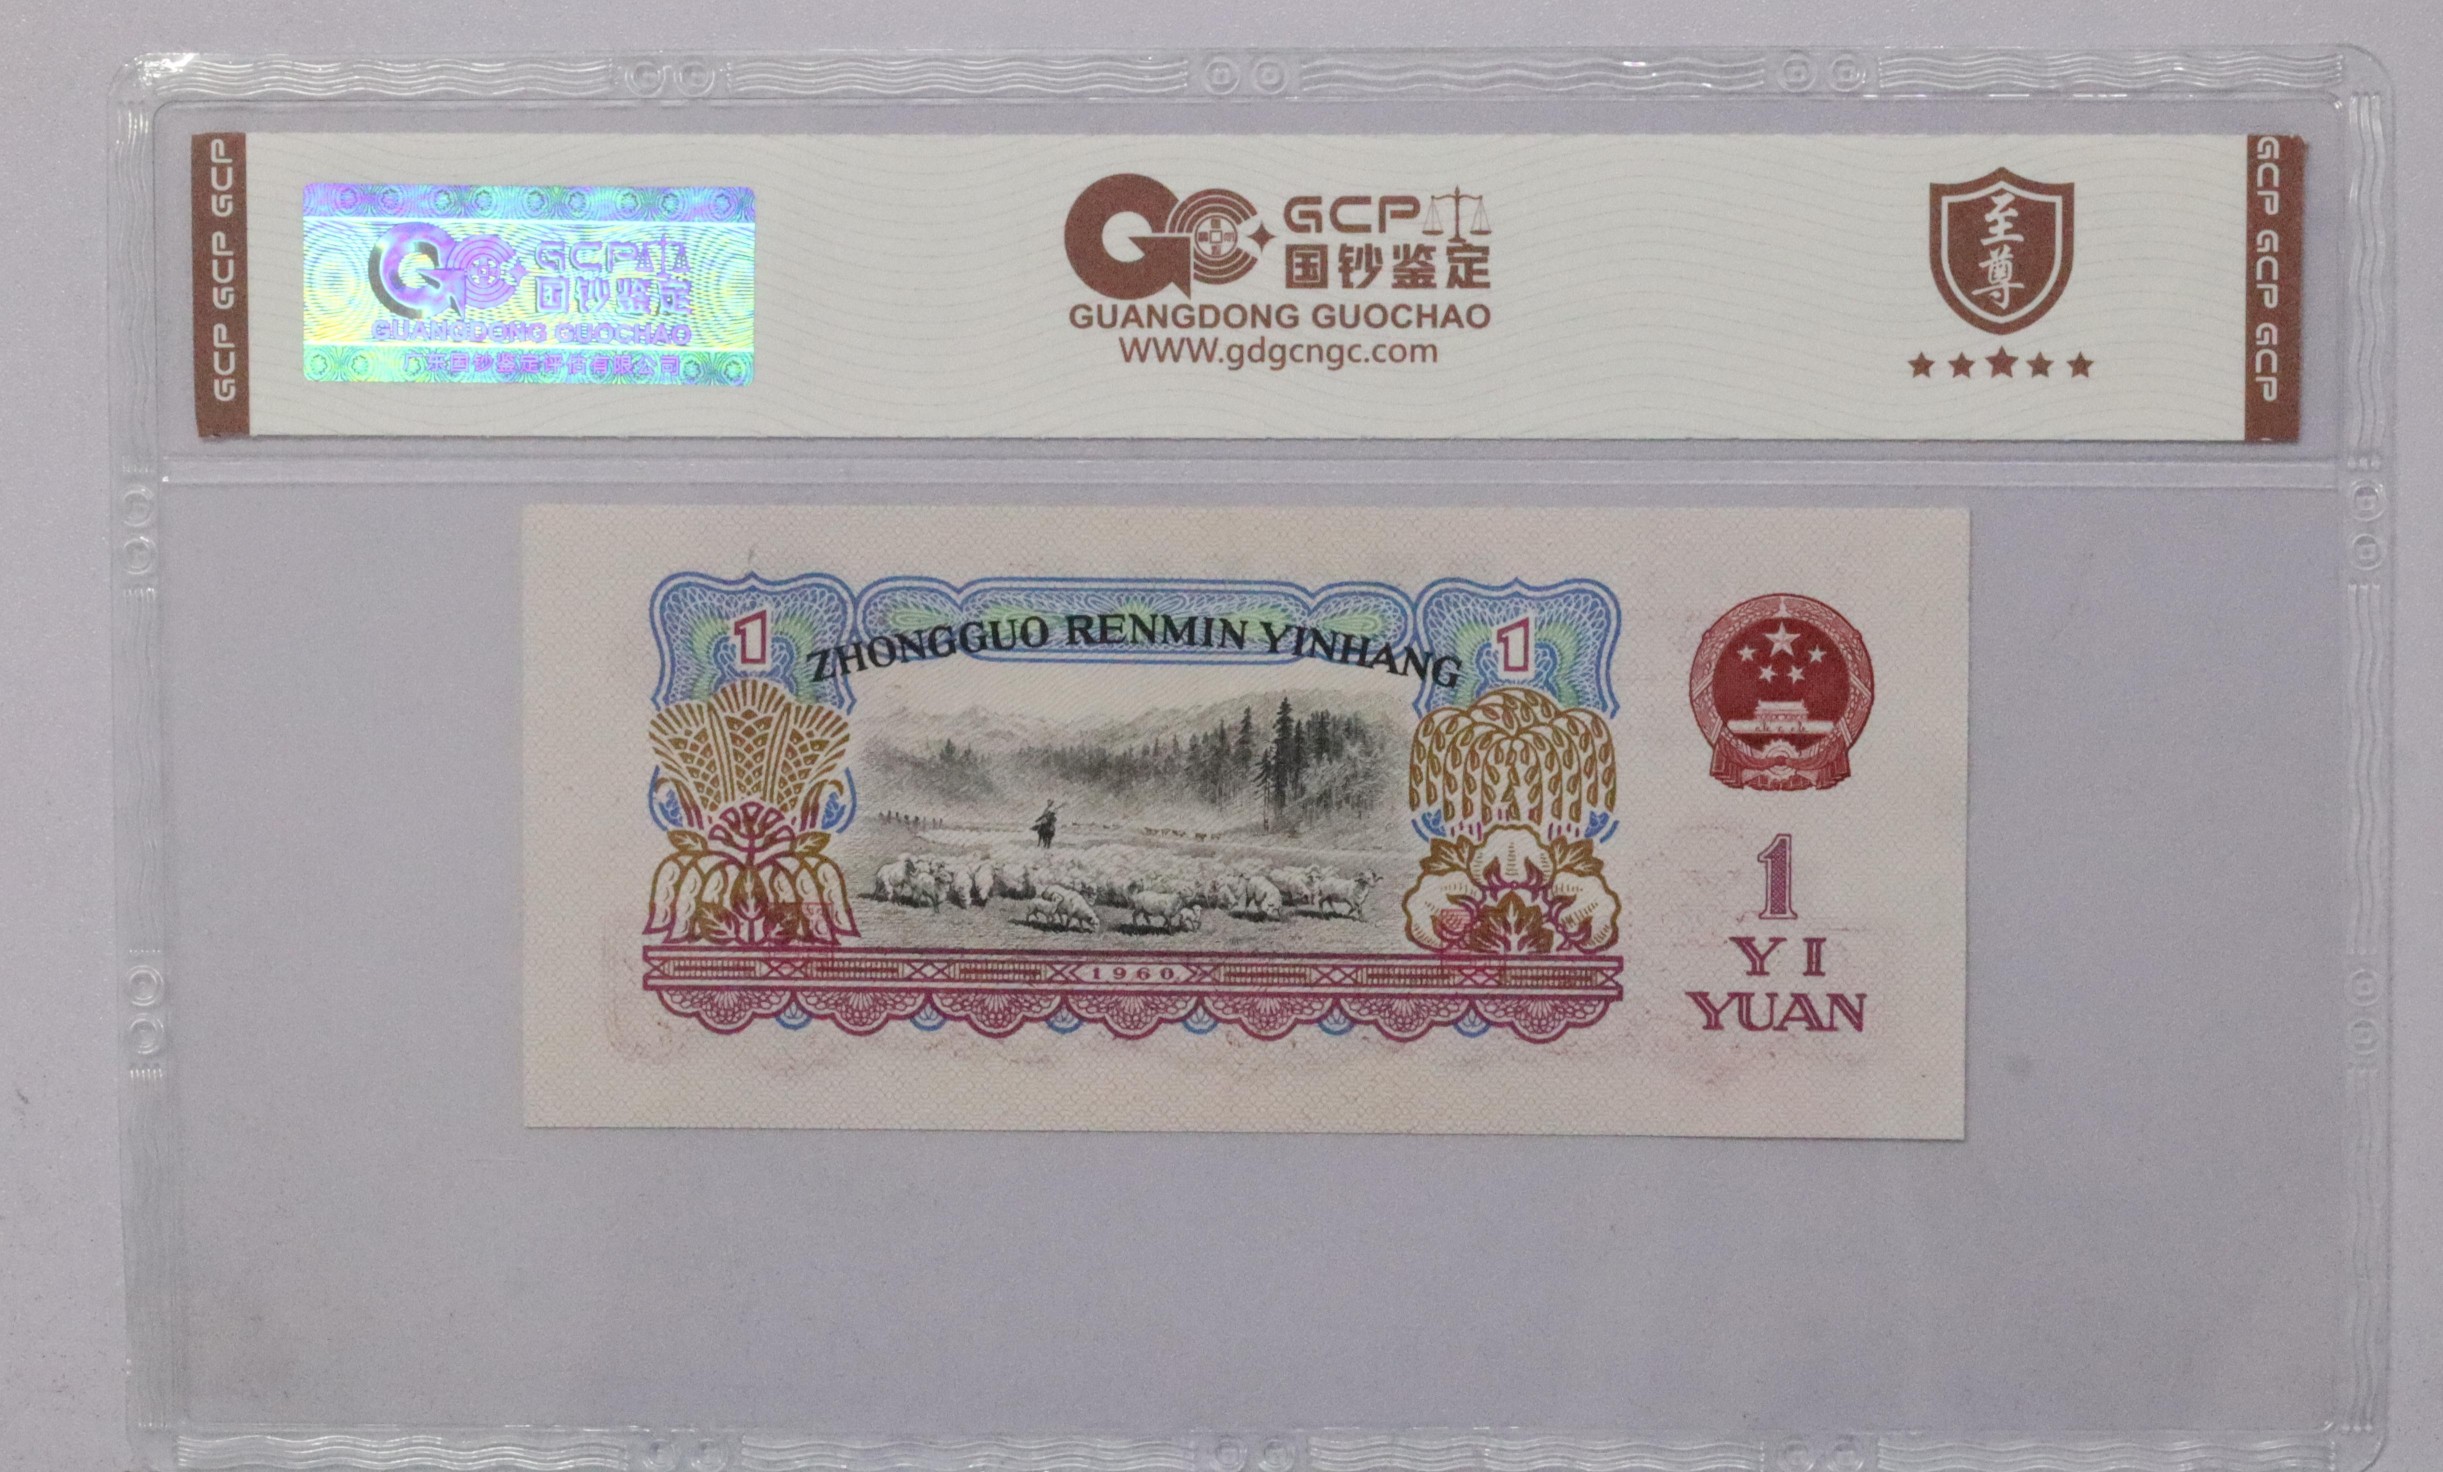 GCP GCP GCP
GCP
国钞鉴定
GUANGDONG GUOCHAO
广东国钞鉴定评估有限公司
GCP
国钞鉴定
GUANGDONG GUOCHAO
WWW.gdgcngc.com
至尊
GCP GCP GCP
1
ZHONGGUO RENMIN YINHANG
1
1960
1
YI
YUAN